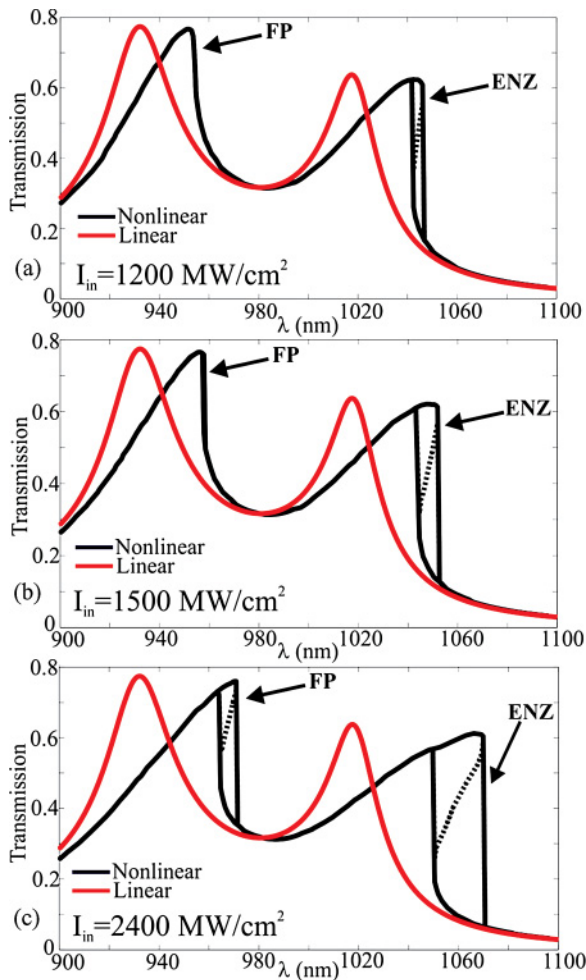 0.8
FP
0.6
ENZ
Transmission
0.4
0.2
Nonlinear
Linear
(a)
I_in=1200 MW/cm²
0
900 940 980 1020 1060 1100
λ (nm)
0.8
FP
0.6
ENZ
Transmission
0.4
0.2
Nonlinear
Linear
(b)
I_in=1500 MW/cm²
0
900 940 980 1020 1060 1100
λ (nm)
0.8
FP
ENZ
0.6
Transmission
0.4
0.2
Nonlinear
Linear
(c)
I_in=2400 MW/cm²
0
900 940 980 1020 1060 1100
λ (nm)